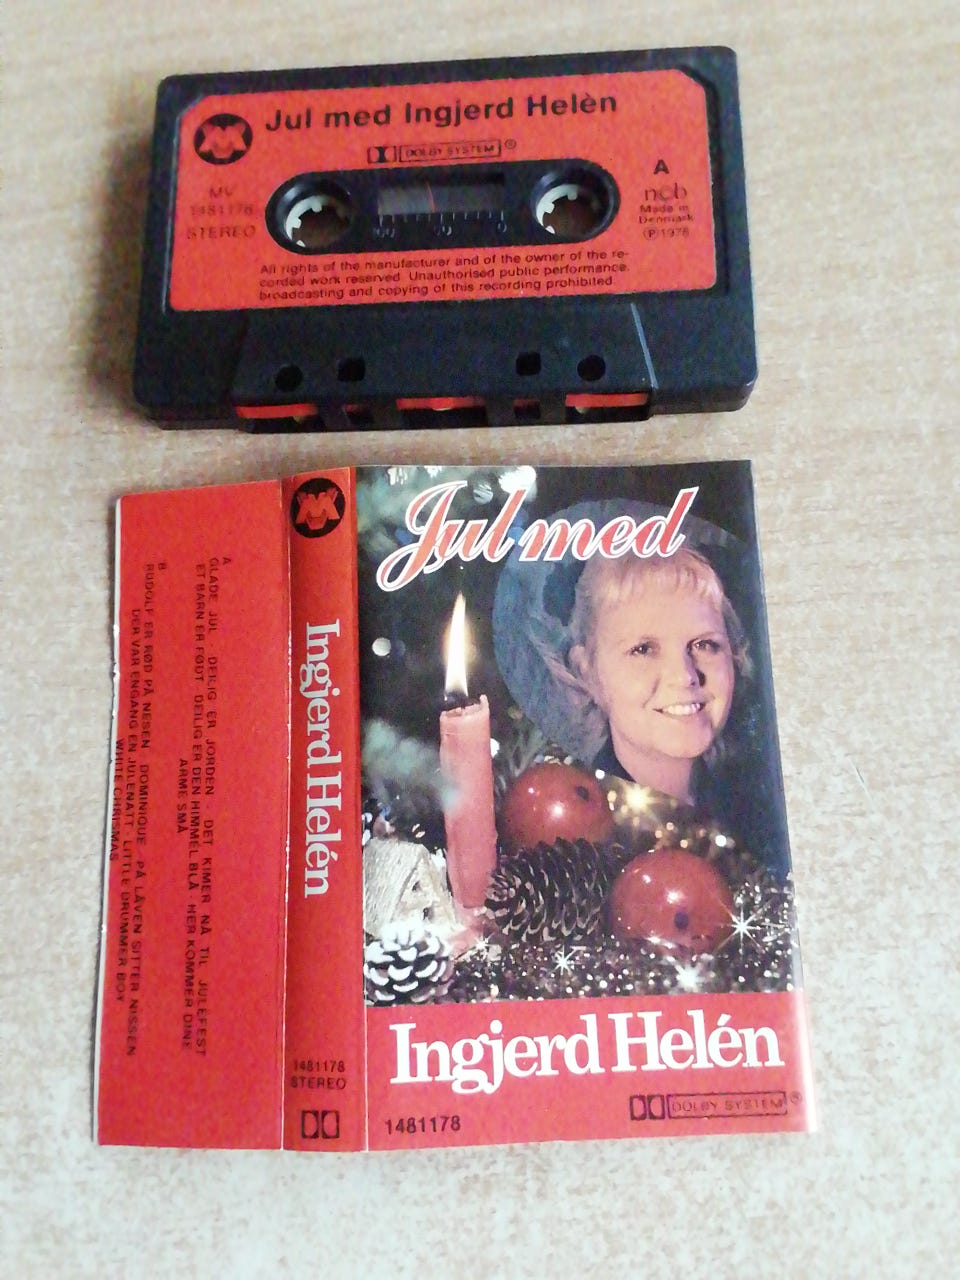 Jul med Ingjerd Helèn
DOLBY SYSTEM ®
A
MV
1481178
STEREO
ncb
Made in
Denmark
℗ 1978
100 50 0
All rights of the manufacturer and of the owner of the re-
corded work reserved. Unauthorised public performance,
broadcasting and copying of this recording prohibited.
A
GLADE JUL · DEILIG ER JORDEN · DET KIMER NÅ TIL JULEFEST
ET BARN ER FØDT · DEILIG ER DEN HIMMEL BLÅ · HER KOMMER DINE
ARME SMÅ
B
RUDOLF ER RØD PÅ NESEN · DOMINIQUE · PÅ LÅVEN SITTER NISSEN
DER VAR ENGANG EN JULENATT · LITTLE DRUMMER BOY
WHITE CHRISTMAS
Ingjerd Helén
1481178
STEREO
Jul med
Ingjerd Helén
1481178
DOLBY SYSTEM ®